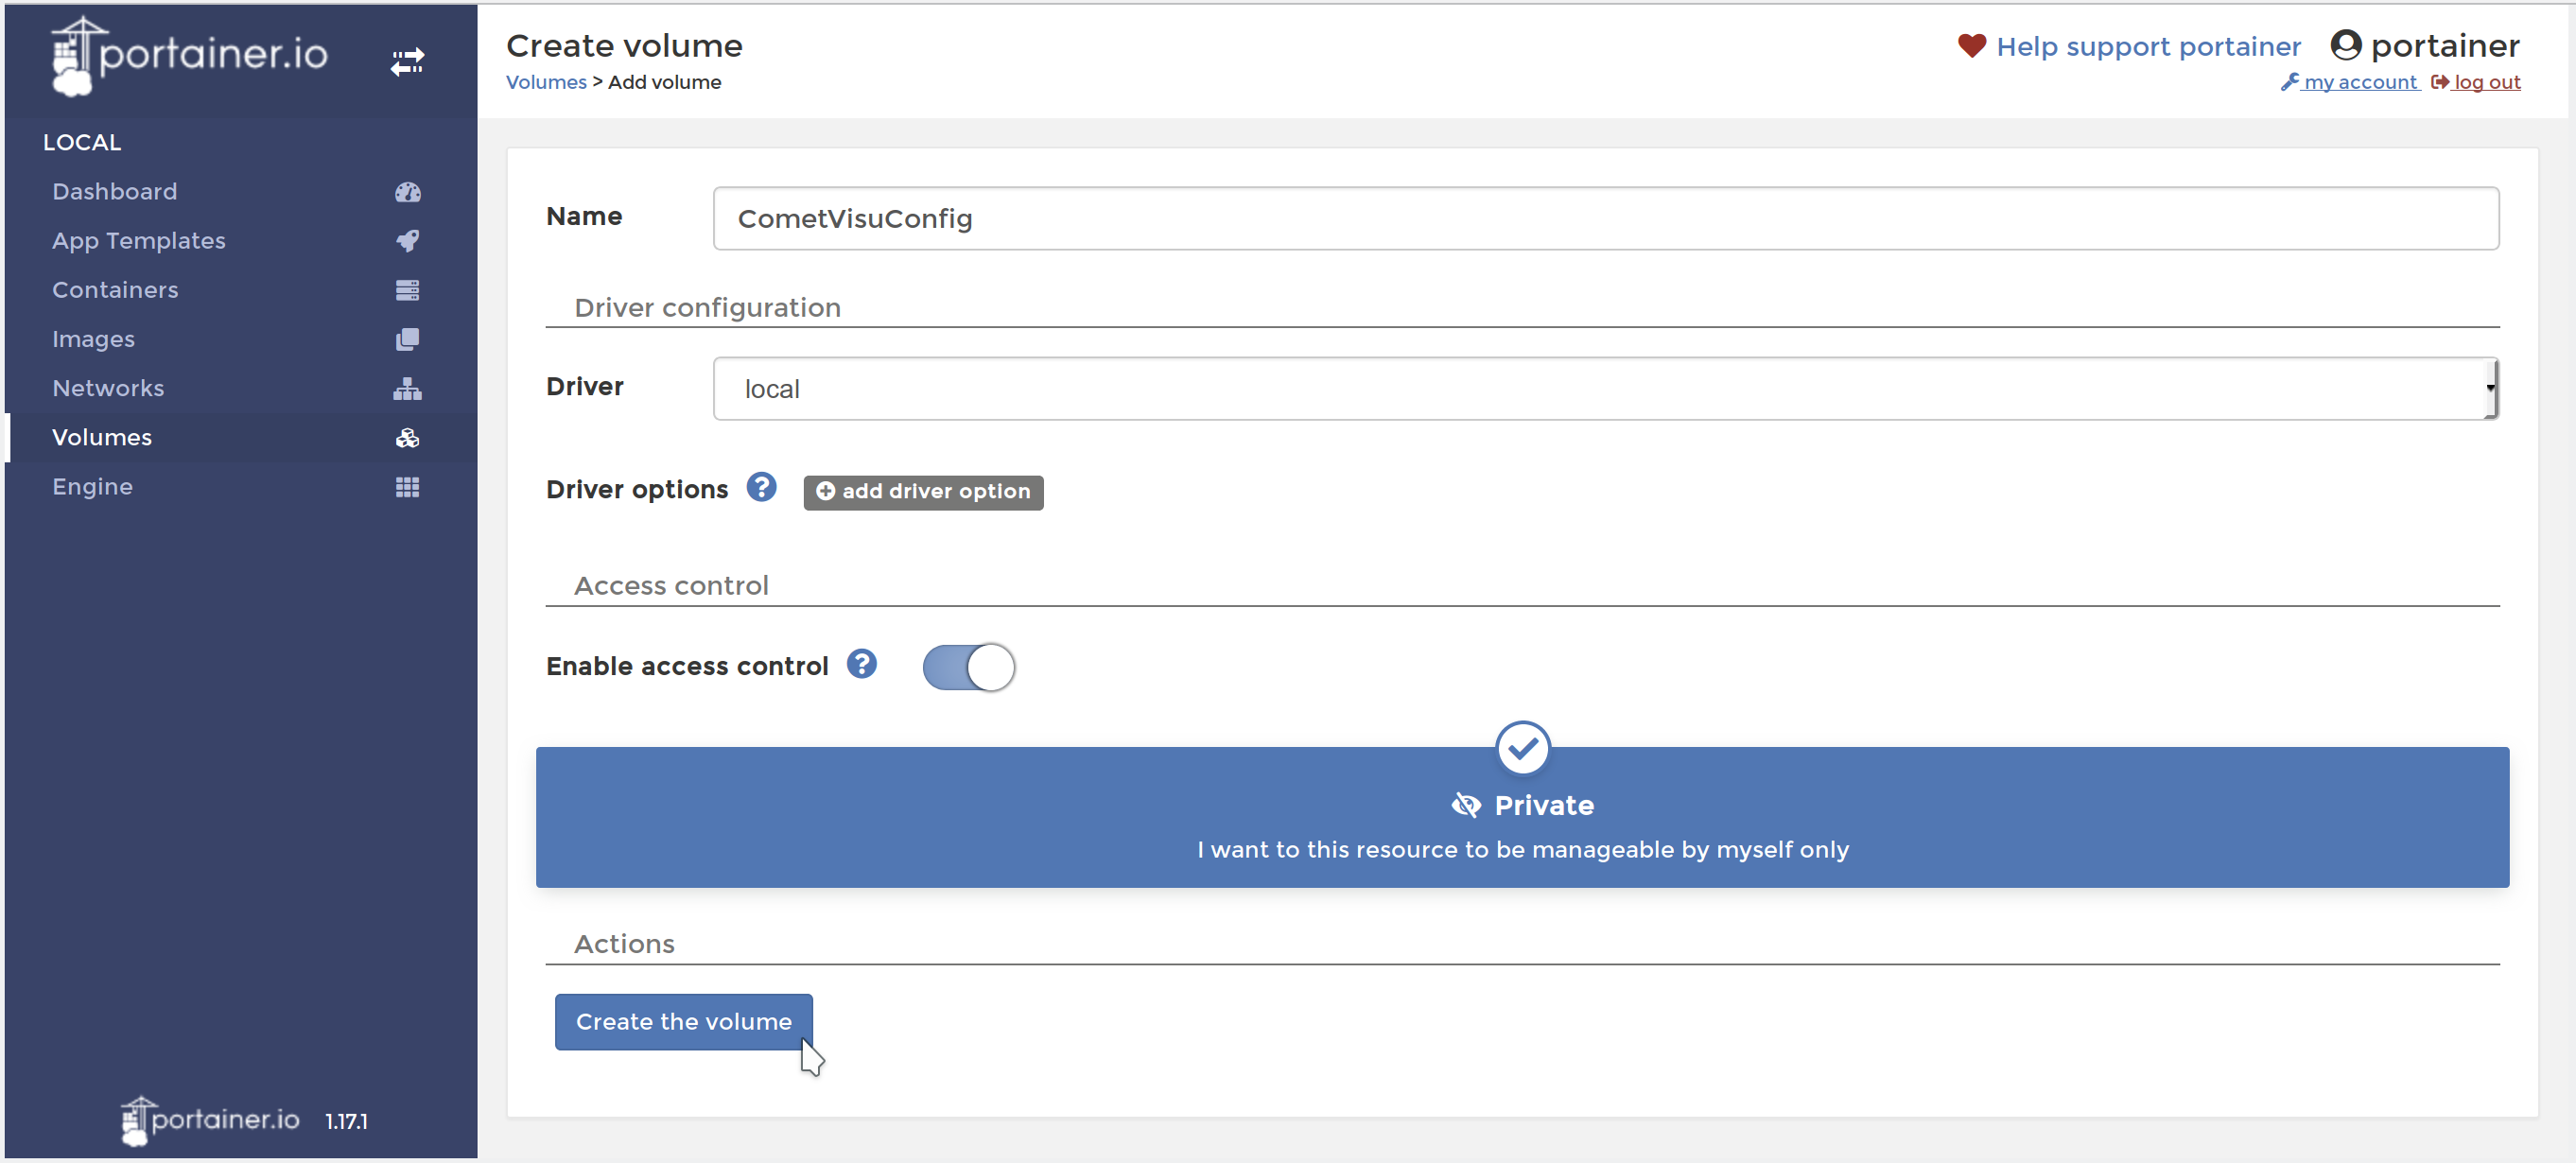 portainer.io
LOCAL
Dashboard
App Templates
Containers
Images
Networks
Volumes
Engine
portainer.io 1.17.1
Create volume
Volumes > Add volume
Help support portainer
portainer
my account
log out
Name
CometVisuConfig
Driver configuration
Driver
local
Driver options
add driver option
Access control
Enable access control
Private
I want to this resource to be manageable by myself only
Actions
Create the volume